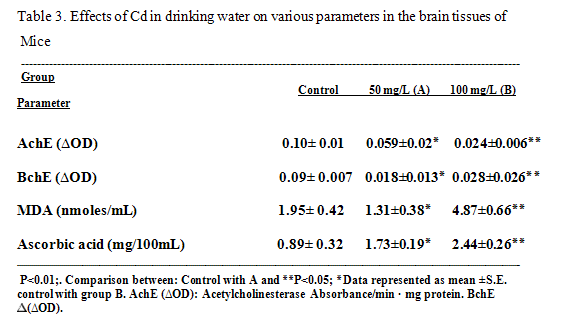 Table 3. Effects of Cd in drinking water on various parameters in the brain tissues of
Mice
Group
Parameter
Control 50 mg/L (A) 100 mg/L (B)
AchE (ΔOD) 0.10± 0.01 0.059±0.02* 0.024±0.006**
BchE (ΔOD) 0.09± 0.007 0.018±0.013* 0.028±0.026**
MDA (nmoles/mL) 1.95± 0.42 1.31±0.38* 4.87±0.66**
Ascorbic acid (mg/100mL) 0.89± 0.32 1.73±0.19* 2.44±0.26**
P<0.01;. Comparison between: Control with A and **P<0.05; *Data represented as mean ±S.E.
control with group B. AchE (ΔOD): Acetylcholinesterase Absorbance/min · mg protein. BchE
Δ(ΔOD).